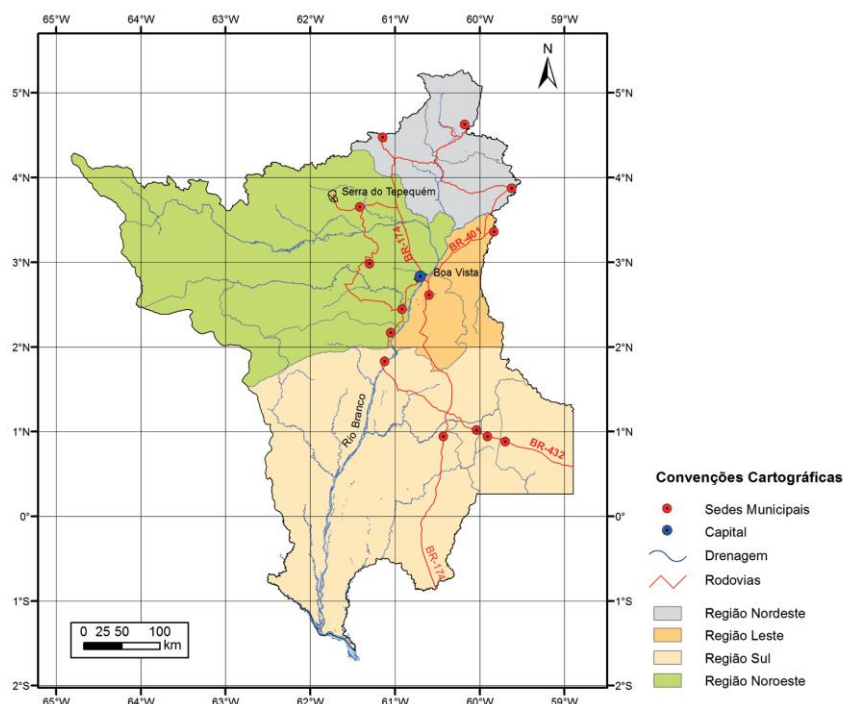 65°W 64°W 63°W 62°W 61°W 60°W 59°W
N
5°N 5°N
4°N 4°N
Serra do Tepequém
BR-174
BR-401
3°N 3°N
Boa Vista
2°N 2°N
Rio Branco
1°N 1°N
BR-432
0° 0°
BR-174
1°S 1°S
0 25 50 100
km
2°S 2°S
65°W 64°W 63°W 62°W 61°W 60°W 59°W
Convenções Cartográficas
Sedes Municipais
Capital
Drenagem
Rodovias
Região Nordeste
Região Leste
Região Sul
Região Noroeste